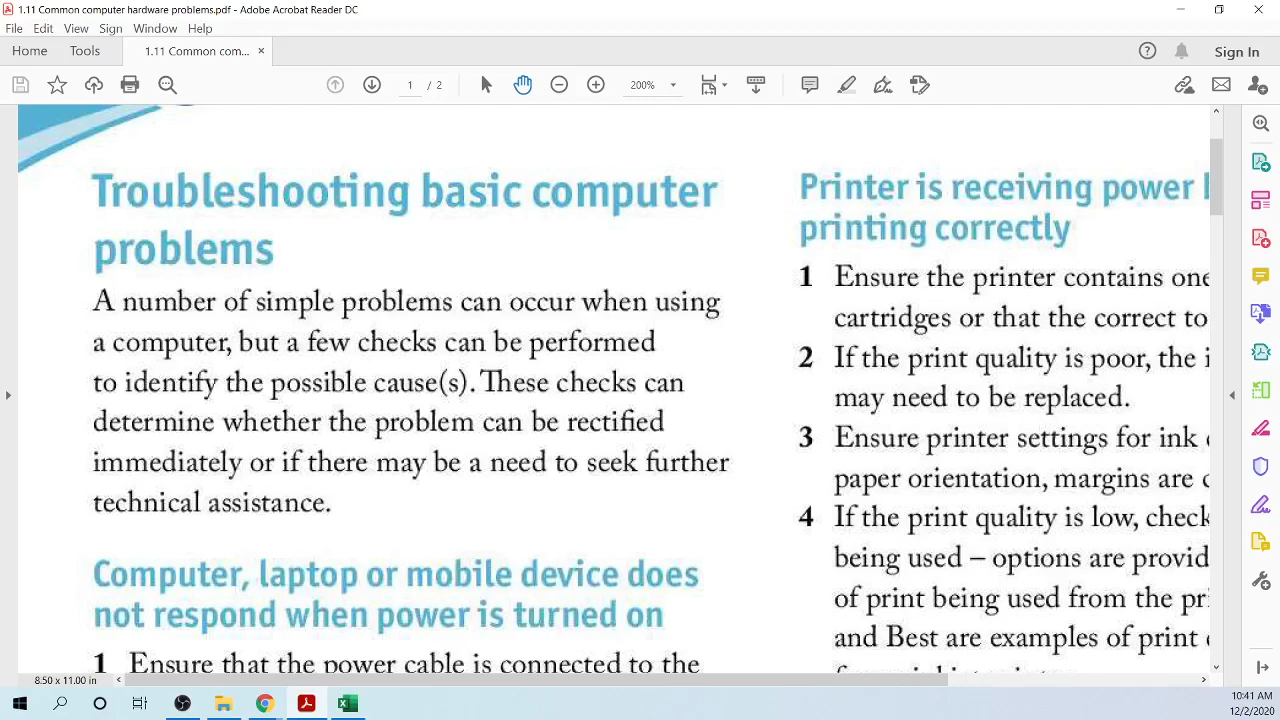 1.11 Common computer hardware problems.pdf - Adobe Acrobat Reader DC
File Edit View Sign Window Help
Home Tools 1.11 Common com... × Sign In
1 / 2 200%
Troubleshooting basic computer
problems
A number of simple problems can occur when using
a computer, but a few checks can be performed
to identify the possible cause(s). These checks can
determine whether the problem can be rectified
immediately or if there may be a need to seek further
technical assistance.
Computer, laptop or mobile device does
not respond when power is turned on
1 Ensure that the power cable is connected to the
Printer is receiving power
printing correctly
1 Ensure the printer contains one
cartridges or that the correct to
2 If the print quality is poor, the i
may need to be replaced.
3 Ensure printer settings for ink
paper orientation, margins are c
4 If the print quality is low, check
being used – options are provid
of print being used from the pri
and Best are examples of print
8.50 x 11.00 in
10:41 AM
12/2/2020